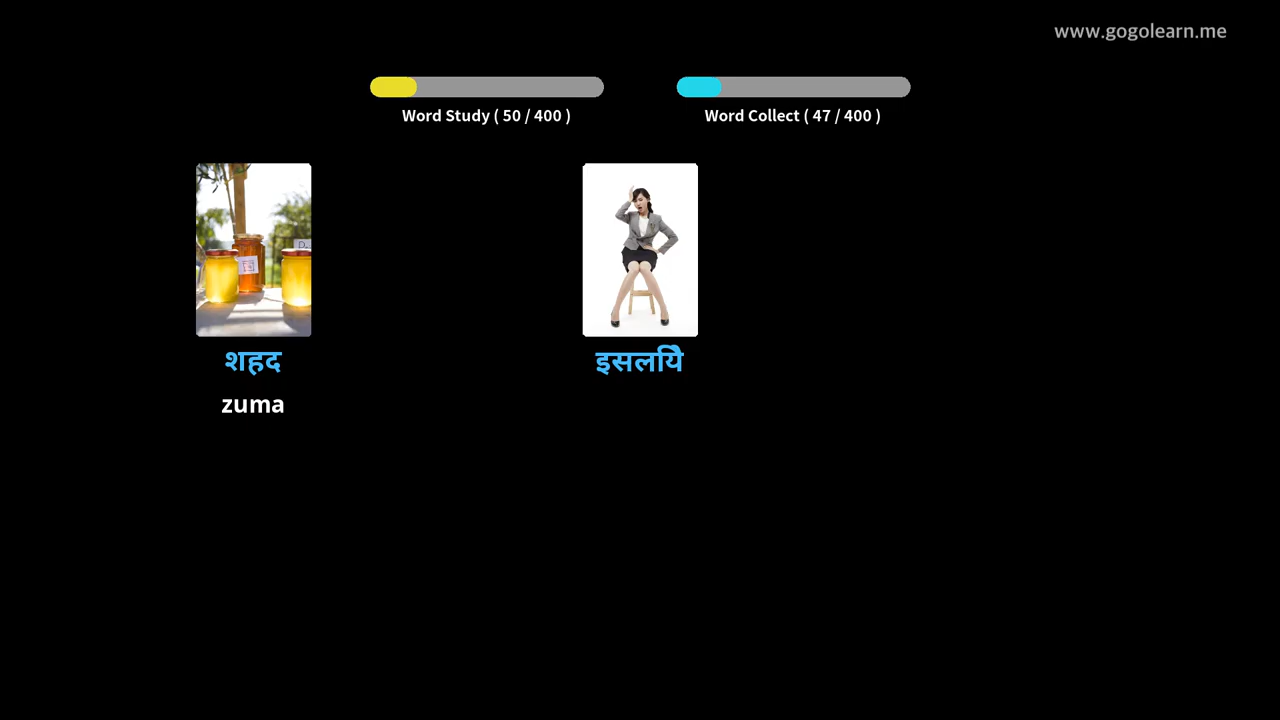 www.gogolearn.me
Word Study ( 50 / 400 )
Word Collect ( 47 / 400 )
शहद
इसलिये
zuma